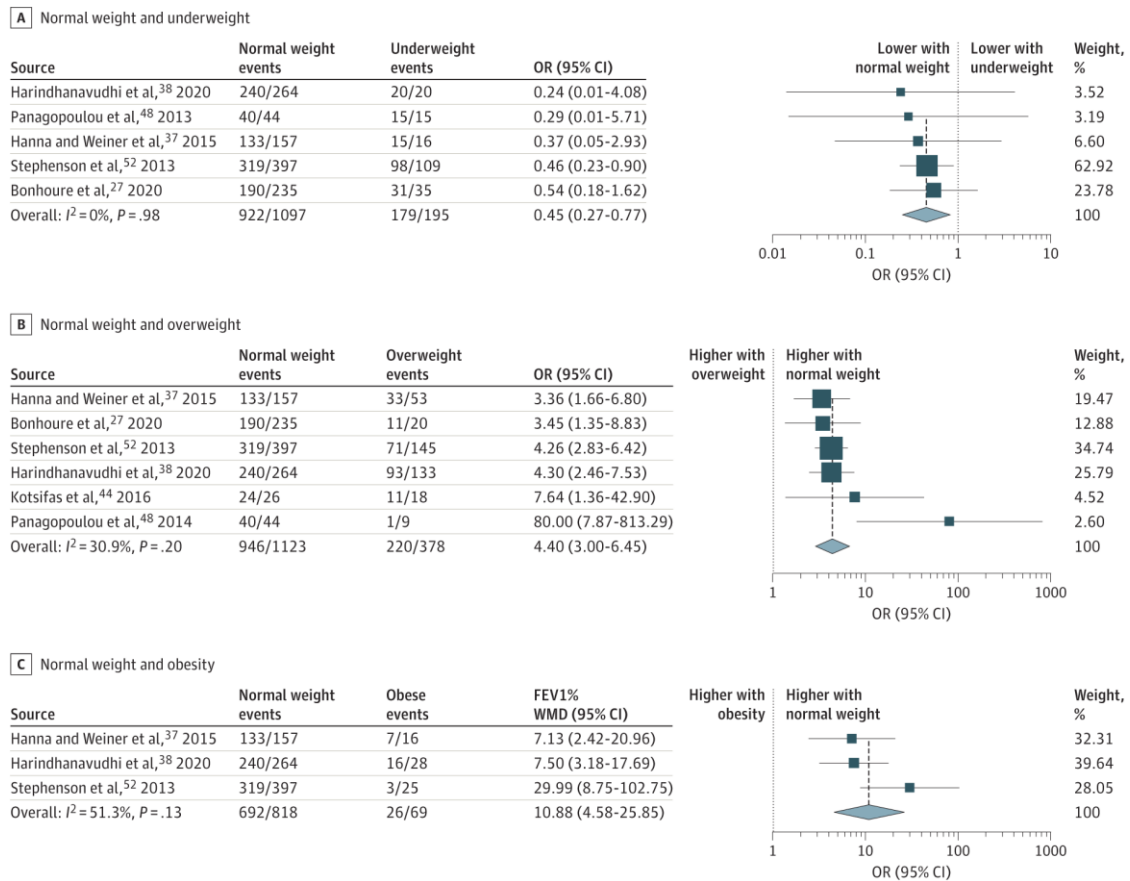 A Normal weight and underweight
Source Normal weight events Underweight events OR (95% CI) Lower with normal weight Lower with underweight Weight, %
Harindhanavudhi et al,38 2020 240/264 20/20 0.24 (0.01-4.08) 3.52
Panagopoulou et al,48 2013 40/44 15/15 0.29 (0.01-5.71) 3.19
Hanna and Weiner et al,37 2015 133/157 15/16 0.37 (0.05-2.93) 6.60
Stephenson et al,52 2013 319/397 98/109 0.46 (0.23-0.90) 62.92
Bonhoure et al,27 2020 190/235 31/35 0.54 (0.18-1.62) 23.78
Overall: I2 = 0%, P = .98 922/1097 179/195 0.45 (0.27-0.77) 100
0.01 0.1 1 10
OR (95% CI)
B Normal weight and overweight
Source Normal weight events Overweight events OR (95% CI) Higher with overweight Higher with normal weight Weight, %
Hanna and Weiner et al,37 2015 133/157 33/53 3.36 (1.66-6.80) 19.47
Bonhoure et al,27 2020 190/235 11/20 3.45 (1.35-8.83) 12.88
Stephenson et al,52 2013 319/397 71/145 4.26 (2.83-6.42) 34.74
Harindhanavudhi et al,38 2020 240/264 93/133 4.30 (2.46-7.53) 25.79
Kotsifas et al,44 2016 24/26 11/18 7.64 (1.36-42.90) 4.52
Panagopoulou et al,48 2014 40/44 1/9 80.00 (7.87-813.29) 2.60
Overall: I2 = 30.9%, P = .20 946/1123 220/378 4.40 (3.00-6.45) 100
1 10 100 1000
OR (95% CI)
C Normal weight and obesity
Source Normal weight events Obese events FEV1% WMD (95% CI) Higher with obesity Higher with normal weight Weight, %
Hanna and Weiner et al,37 2015 133/157 7/16 7.13 (2.42-20.96) 32.31
Harindhanavudhi et al,38 2020 240/264 16/28 7.50 (3.18-17.69) 39.64
Stephenson et al,52 2013 319/397 3/25 29.99 (8.75-102.75) 28.05
Overall: I2 = 51.3%, P = .13 692/818 26/69 10.88 (4.58-25.85) 100
1 10 100 1000
OR (95% CI)